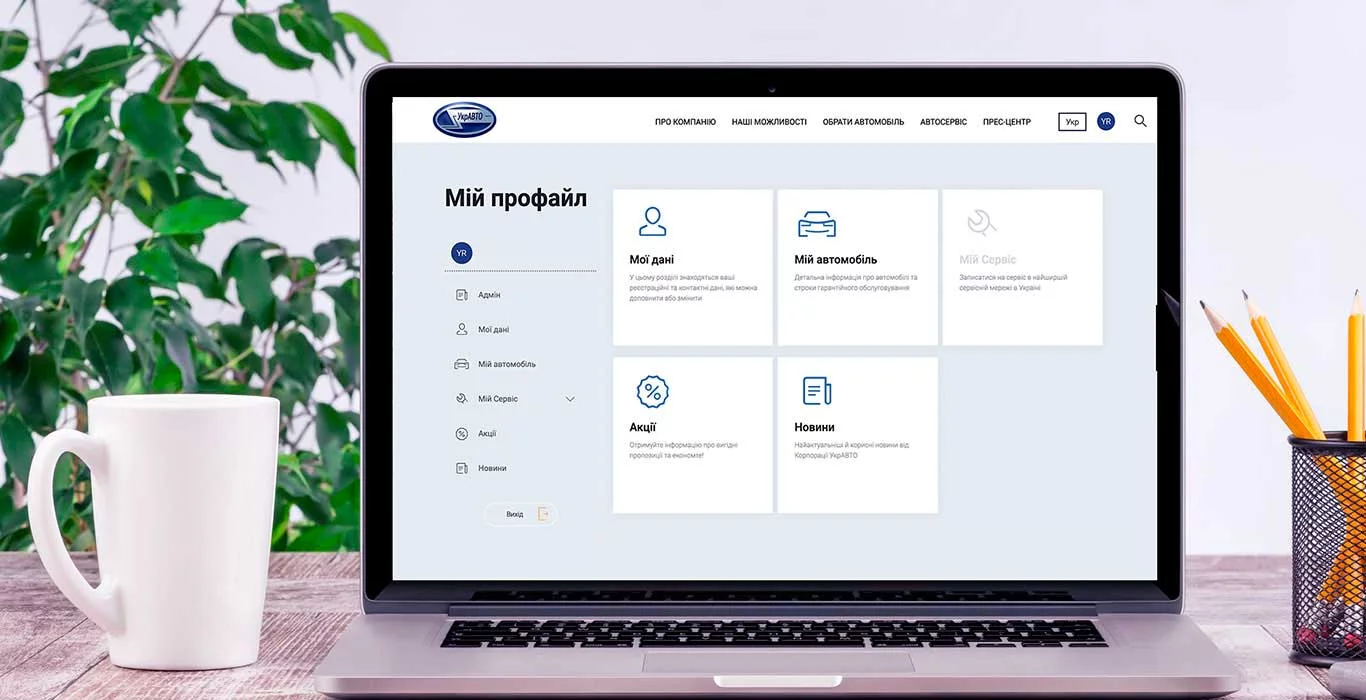 УкрАВТО
ПРО КОМПАНІЮ НАШІ МОЖЛИВОСТІ ОБРАТИ АВТОМОБІЛЬ АВТОСЕРВІС ПРЕС-ЦЕНТР Укр YR
Мій профайл
YR
Адмін
Мої дані
Мій автомобіль
Мій Сервіс
Акції
Новини
Вихід
Мої дані
У цьому розділі знаходяться ваші
реєстраційні та контактні дані, які можна
доповнити або змінити
Мій автомобіль
Детальна інформація про автомобілі та
строки гарантійного обслуговування
Мій Сервіс
Записатися на сервіс в найширшій
сервісній мережі в Україні
Акції
Отримуйте інформацію про вигідні
пропозиції та економте!
Новини
Найактуальніші й корисні новини від
Корпорації УкрАВТО